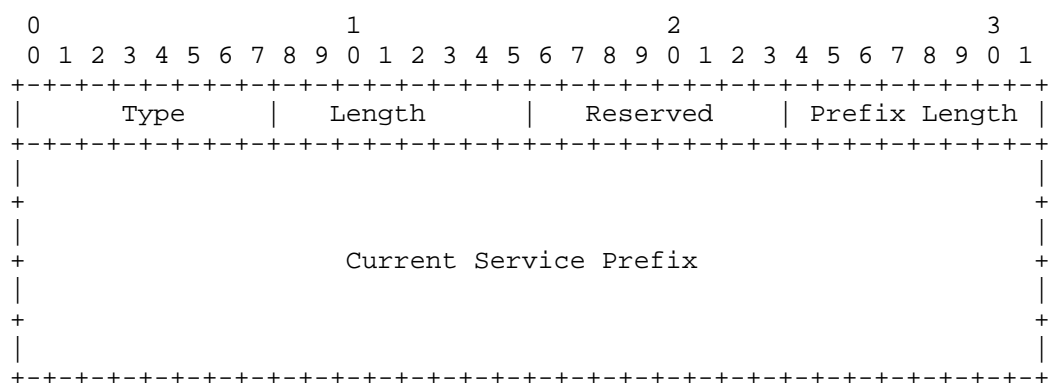 0                   1                   2                   3
 0 1 2 3 4 5 6 7 8 9 0 1 2 3 4 5 6 7 8 9 0 1 2 3 4 5 6 7 8 9 0 1
+-+-+-+-+-+-+-+-+-+-+-+-+-+-+-+-+-+-+-+-+-+-+-+-+-+-+-+-+-+-+-+-+
|      Type     |   Length      |   Reserved    | Prefix Length |
+-+-+-+-+-+-+-+-+-+-+-+-+-+-+-+-+-+-+-+-+-+-+-+-+-+-+-+-+-+-+-+-+
|                                                               |
+                                                               +
|                                                               |
+                    Current Service Prefix                     +
|                                                               |
+                                                               +
|                                                               |
+-+-+-+-+-+-+-+-+-+-+-+-+-+-+-+-+-+-+-+-+-+-+-+-+-+-+-+-+-+-+-+-+